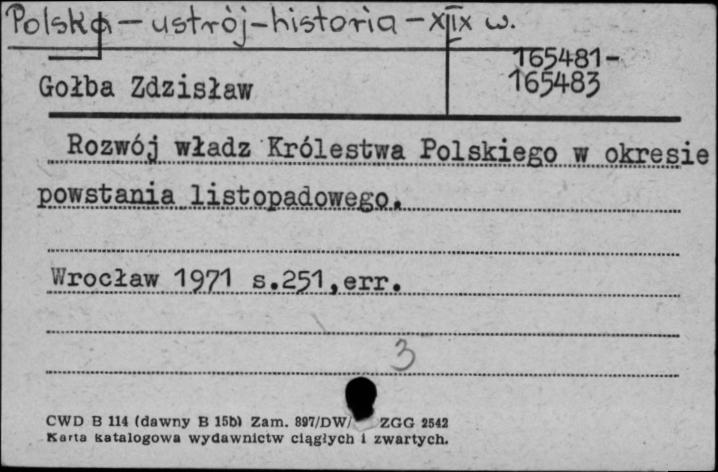 Polska – ustrój – historia – XIX w.
165481-
165483
Gołba Zdzisław
Rozwój władz Królestwa Polskiego w okresie
powstania listopadowego.
Wrocław 1971 s.251,err.
3
CWD B 114 (dawny B 15b) Zam. 897/DW/ ZGG 2542
Karta katalogowa wydawnictw ciągłych i zwartych.